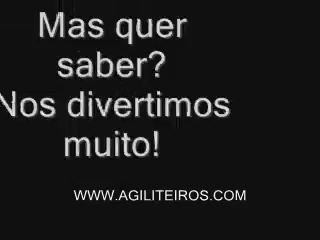 Mas quer
saber?
Nos divertimos
muito!
WWW.AGILITEIROS.COM